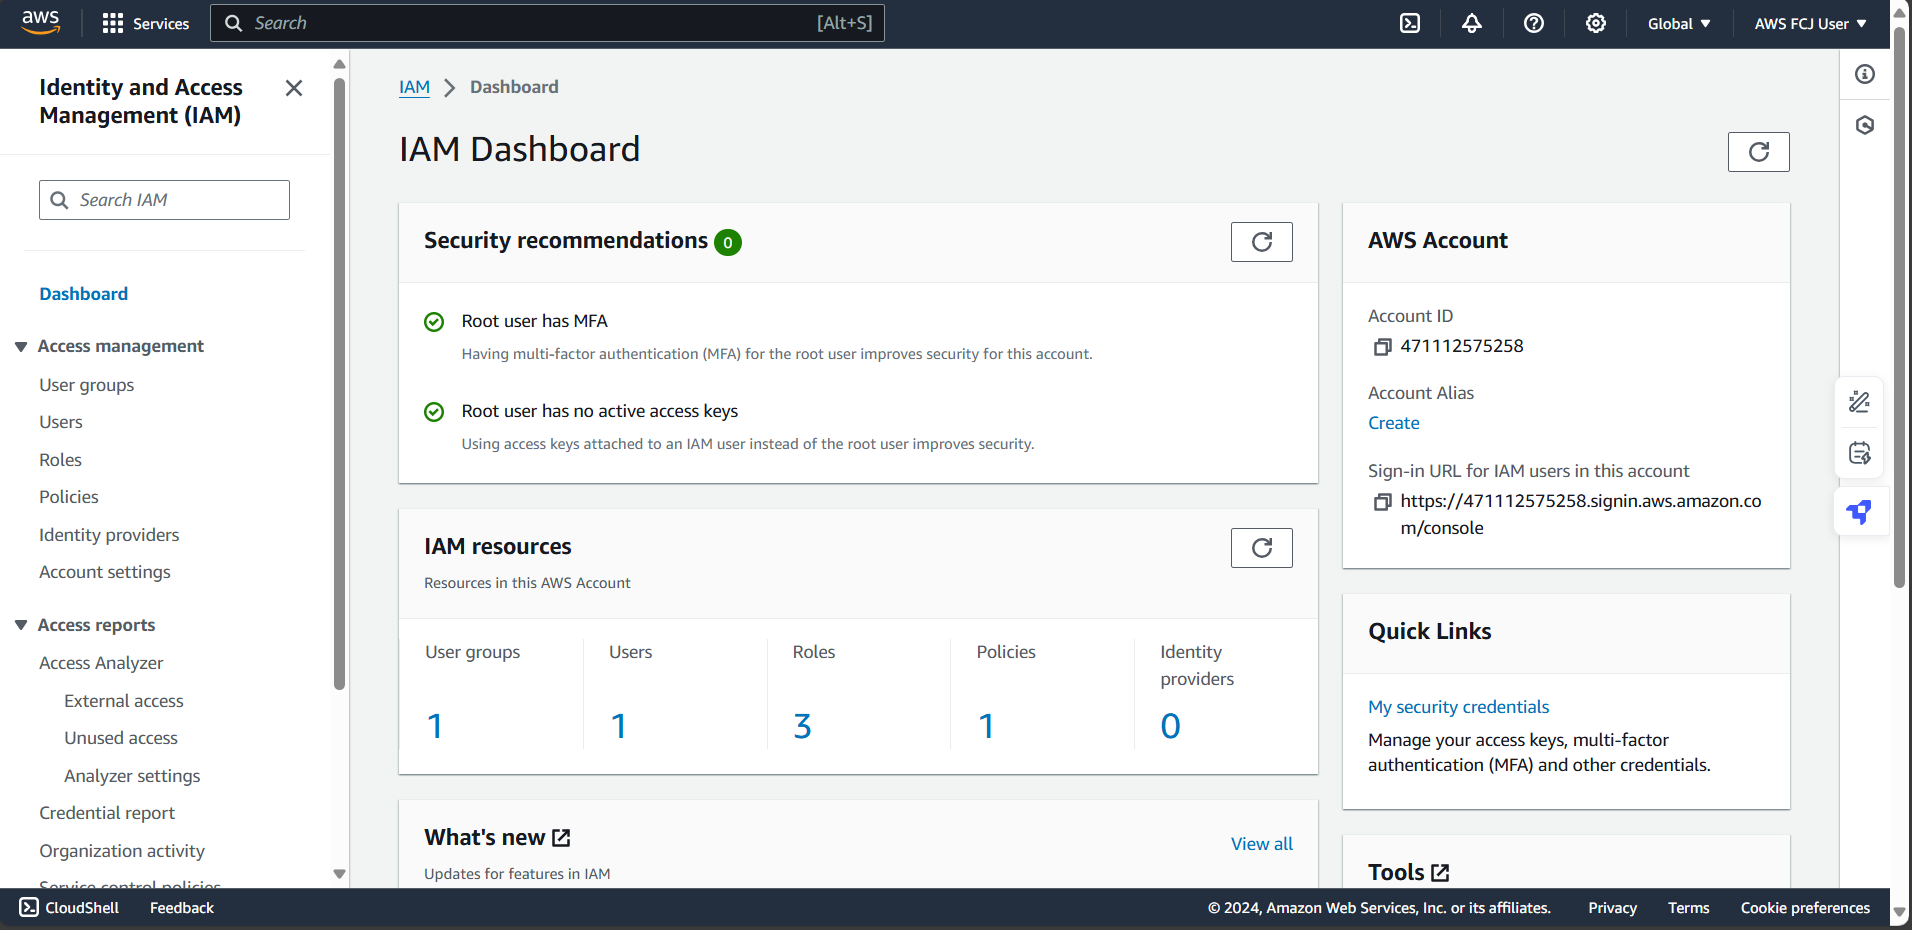 aws
Services
Search
[Alt+S]
Global
AWS FCJ User
Identity and Access
Management (IAM)
Search IAM
Dashboard
Access management
User groups
Users
Roles
Policies
Identity providers
Account settings
Access reports
Access Analyzer
External access
Unused access
Analyzer settings
Credential report
Organization activity
Service control policies
IAM
Dashboard
IAM Dashboard
Security recommendations 0
Root user has MFA
Having multi-factor authentication (MFA) for the root user improves security for this account.
Root user has no active access keys
Using access keys attached to an IAM user instead of the root user improves security.
IAM resources
Resources in this AWS Account
User groups
1
Users
1
Roles
3
Policies
1
Identity
providers
0
What's new
View all
Updates for features in IAM
AWS Account
Account ID
471112575258
Account Alias
Create
Sign-in URL for IAM users in this account
https://471112575258.signin.aws.amazon.co
m/console
Quick Links
My security credentials
Manage your access keys, multi-factor
authentication (MFA) and other credentials.
Tools
CloudShell
Feedback
© 2024, Amazon Web Services, Inc. or its affiliates.
Privacy
Terms
Cookie preferences